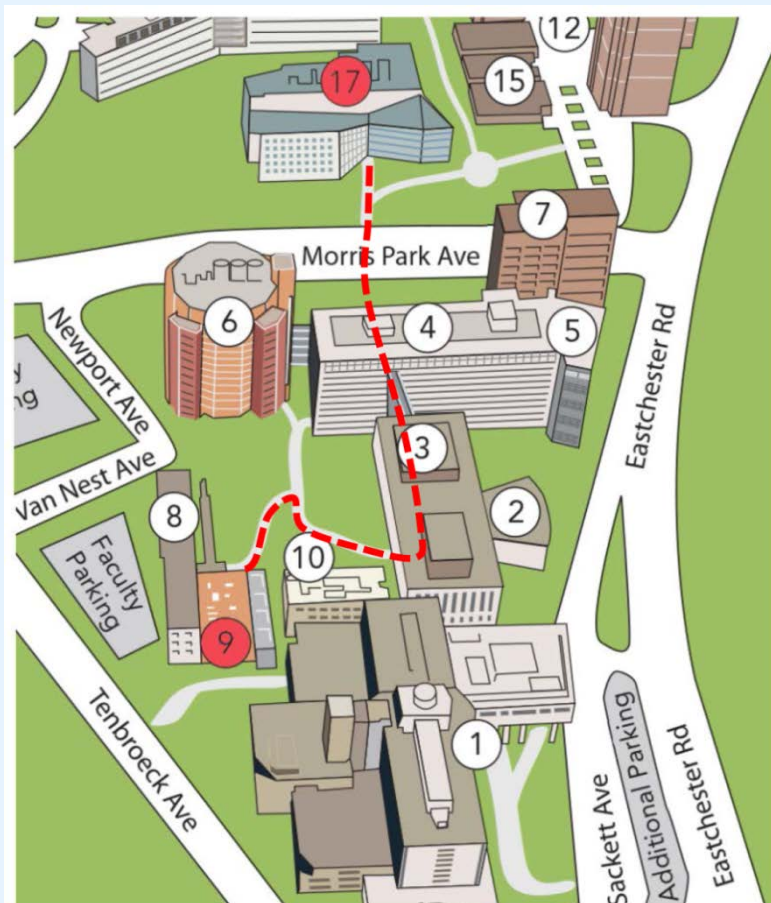 12
17
15
7
Morris Park Ave
6
4
5
Newport Ave
3
Eastchester Rd
Van Nest Ave
8
2
Faculty
Parking
10
9
Tenbroeck Ave
1
Sackett Ave
Additional Parking
Eastchester Rd